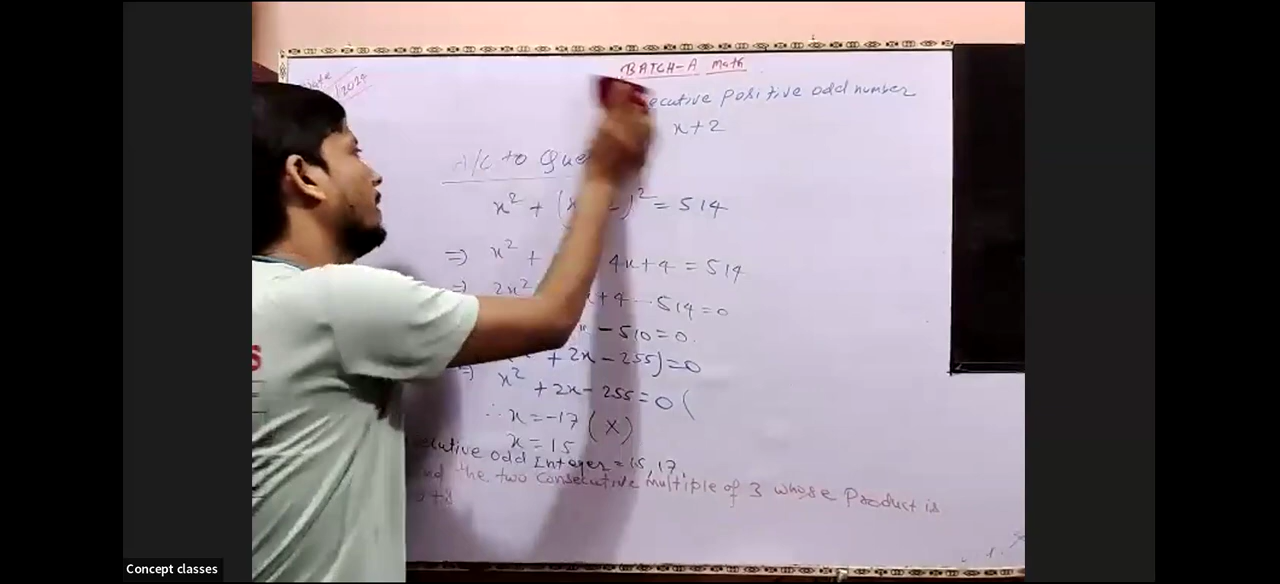 BATCH-A Math
2024
ecutive positive odd number
x+2
A/C to Que
x² + ( )² = 514
⇒ x² + 4x+4 = 514
⇒ 2x² +4-514=0
-510=0
+2x-255)=0
⇒ x² +2x-255=0 (
∴ x=-17 (X)
x=15
ecutive odd Integer = 15, 17
the two consecutive multiple of 3 whose product is
Concept classes